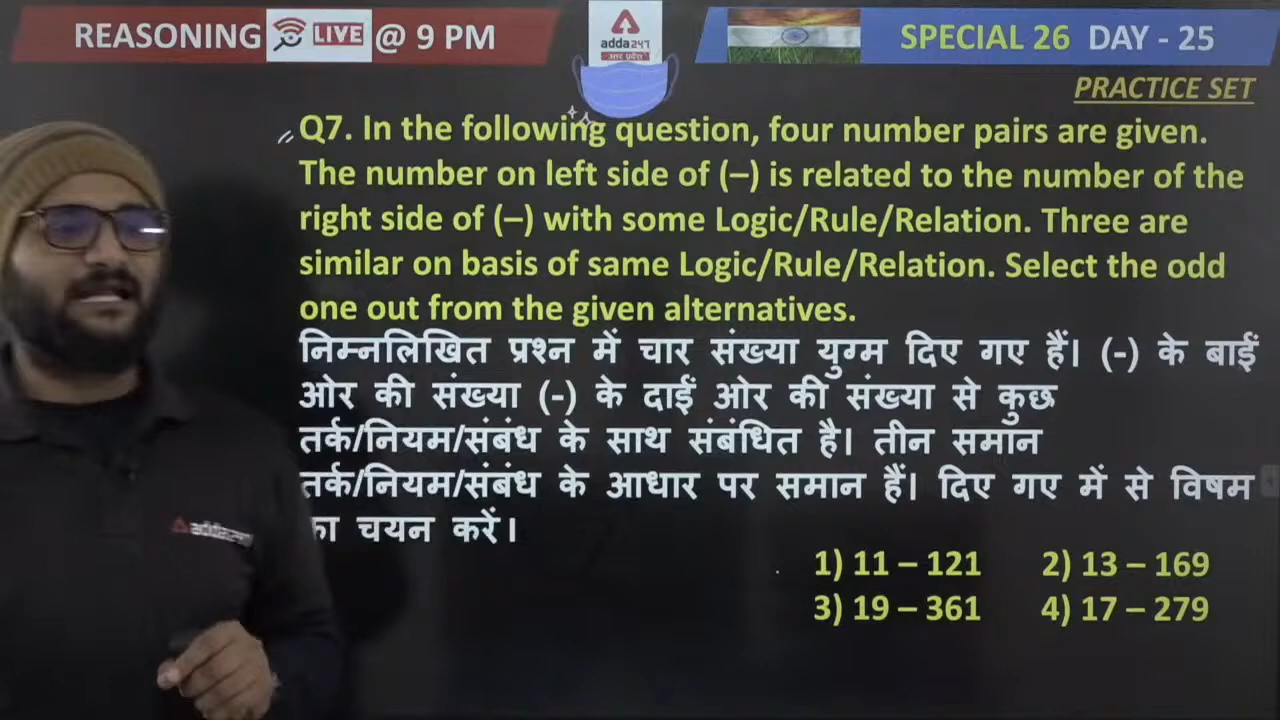 REASONING LIVE @ 9 PM
adda247
उत्तर प्रदेश
SPECIAL 26 DAY - 25
PRACTICE SET
Q7. In the following question, four number pairs are given.
The number on left side of (–) is related to the number of the
right side of (–) with some Logic/Rule/Relation. Three are
similar on basis of same Logic/Rule/Relation. Select the odd
one out from the given alternatives.
निम्नलिखित प्रश्न में चार संख्या युग्म दिए गए हैं। (-) के बाईं
ओर की संख्या (-) के दाईं ओर की संख्या से कुछ
तर्क/नियम/संबंध के साथ संबंधित है। तीन समान
तर्क/नियम/संबंध के आधार पर समान हैं। दिए गए में से विषम
का चयन करें।
1) 11 – 121 2) 13 – 169
3) 19 – 361 4) 17 – 279
adda247